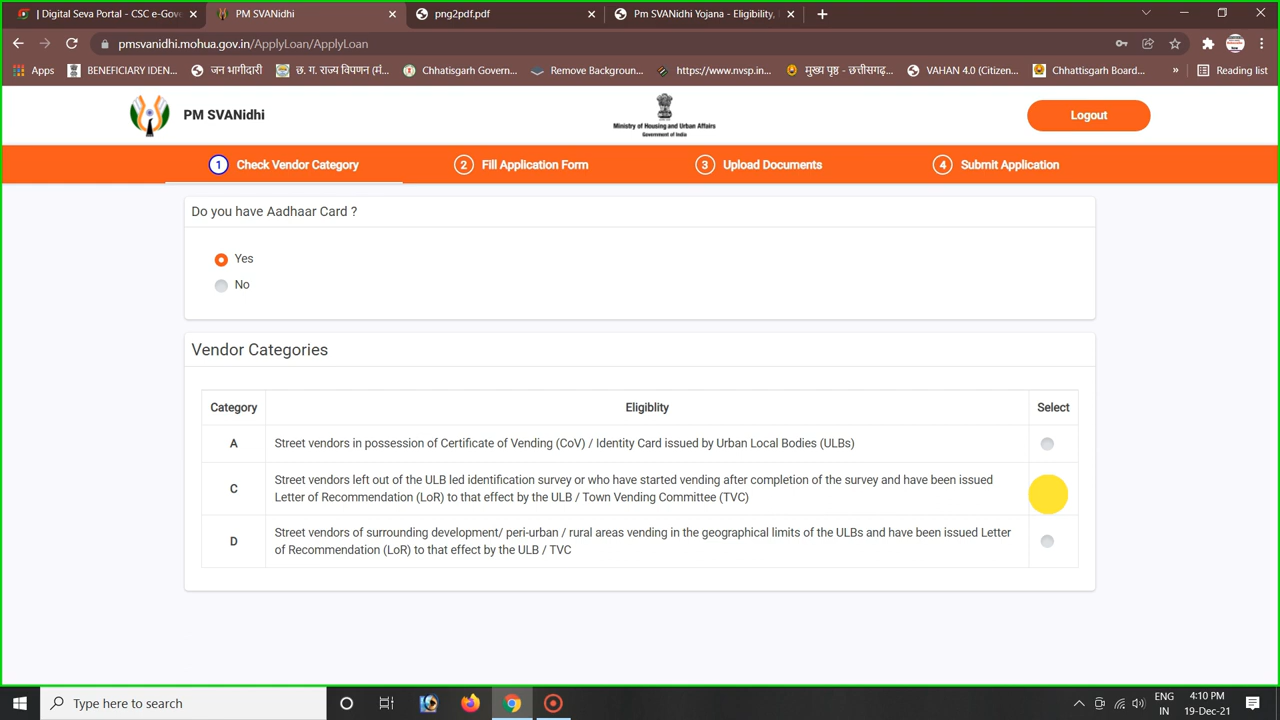 | Digital Seva Portal - CSC e-Gove
PM SVANidhi
png2pdf.pdf
Pm SVANidhi Yojana - Eligibility,
pmsvanidhi.mohua.gov.in/ApplyLoan/ApplyLoan
Apps
BENEFICIARY IDEN...
जन भागीदारी
छ. ग. राज्य विपणन (मं...
Chhatisgarh Govern...
Remove Backgroun...
https://www.nvsp.in...
मुख्य पृष्ठ - छत्तीसगढ़...
VAHAN 4.0 (Citizen...
Chhattisgarh Board...
»
Reading list
PM SVANidhi
Ministry of Housing and Urban Affairs
Government of India
Logout
1 Check Vendor Category
2 Fill Application Form
3 Upload Documents
4 Submit Application
Do you have Aadhaar Card ?
Yes
No
Vendor Categories
Category Eligiblity Select
A Street vendors in possession of Certificate of Vending (CoV) / Identity Card issued by Urban Local Bodies (ULBs)
C Street vendors left out of the ULB led identification survey or who have started vending after completion of the survey and have been issued
Letter of Recommendation (LoR) to that effect by the ULB / Town Vending Committee (TVC)
D Street vendors of surrounding development/ peri-urban / rural areas vending in the geographical limits of the ULBs and have been issued Letter
of Recommendation (LoR) to that effect by the ULB / TVC
Type here to search
ENG
IN
4:10 PM
19-Dec-21